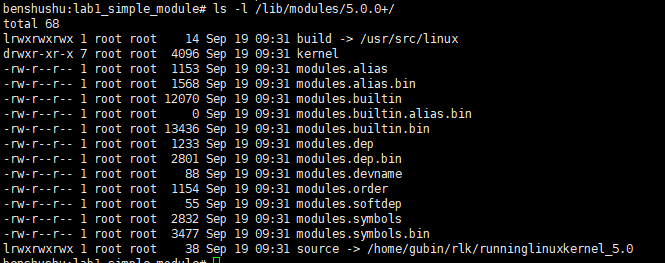 benshushu:lab1_simple_module# ls -l /lib/modules/5.0.0+/
total 68
lrwxrwxrwx 1 root root    14 Sep 19 09:31 build -> /usr/src/linux
drwxr-xr-x 7 root root  4096 Sep 19 09:31 kernel
-rw-r--r-- 1 root root  1153 Sep 19 09:31 modules.alias
-rw-r--r-- 1 root root  1568 Sep 19 09:31 modules.alias.bin
-rw-r--r-- 1 root root 12070 Sep 19 09:31 modules.builtin
-rw-r--r-- 1 root root     0 Sep 19 09:31 modules.builtin.alias.bin
-rw-r--r-- 1 root root 13436 Sep 19 09:31 modules.builtin.bin
-rw-r--r-- 1 root root  1233 Sep 19 09:31 modules.dep
-rw-r--r-- 1 root root  2801 Sep 19 09:31 modules.dep.bin
-rw-r--r-- 1 root root    88 Sep 19 09:31 modules.devname
-rw-r--r-- 1 root root  1154 Sep 19 09:31 modules.order
-rw-r--r-- 1 root root    55 Sep 19 09:31 modules.softdep
-rw-r--r-- 1 root root  2832 Sep 19 09:31 modules.symbols
-rw-r--r-- 1 root root  3477 Sep 19 09:31 modules.symbols.bin
lrwxrwxrwx 1 root root    38 Sep 19 09:31 source -> /home/gubin/rlk/runninglinuxkernel_5.0
benshushu:lab1_simple_module#